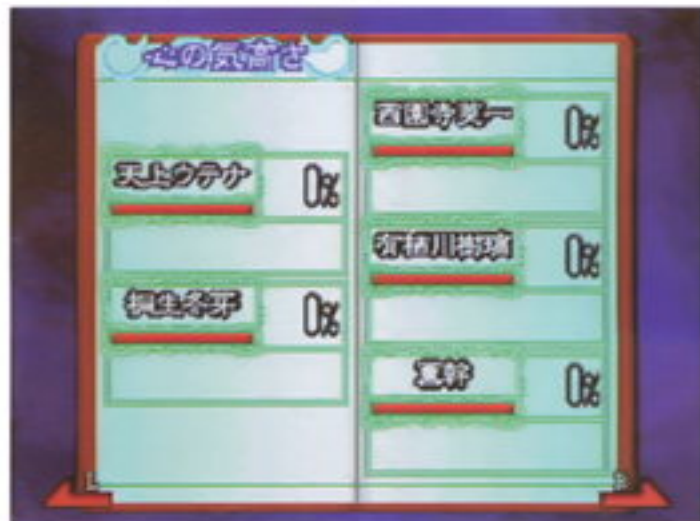 心の気高さ
天上ウテナ 0%
桐生冬芽 0%
西園寺莢一 0%
有栖川樹璃 0%
薫幹 0%
L
R